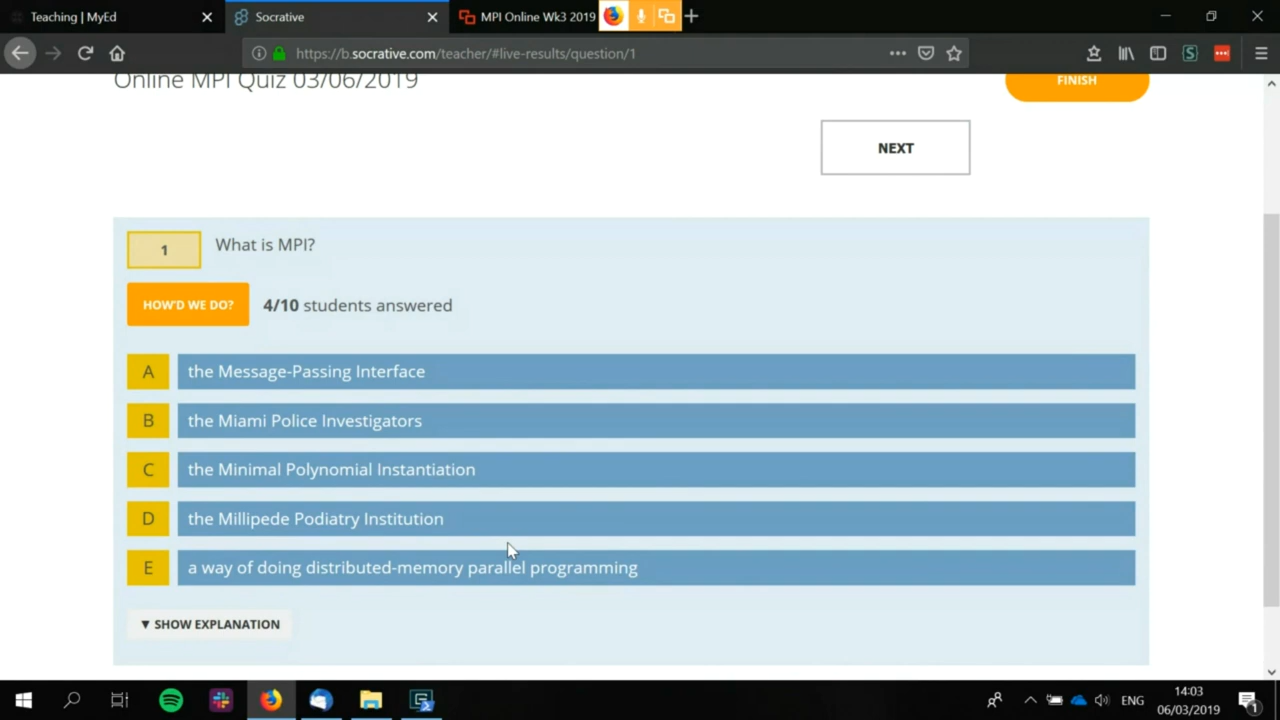 Teaching | MyEd
Socrative
MPI Online Wk3 2019
https://b.socrative.com/teacher/#live-results/question/1
Online MPI Quiz 03/06/2019
FINISH
NEXT
1
What is MPI?
HOW'D WE DO?
4/10 students answered
A
the Message-Passing Interface
B
the Miami Police Investigators
C
the Minimal Polynomial Instantiation
D
the Millipede Podiatry Institution
E
a way of doing distributed-memory parallel programming
▼ SHOW EXPLANATION
ENG
14:03
06/03/2019
1